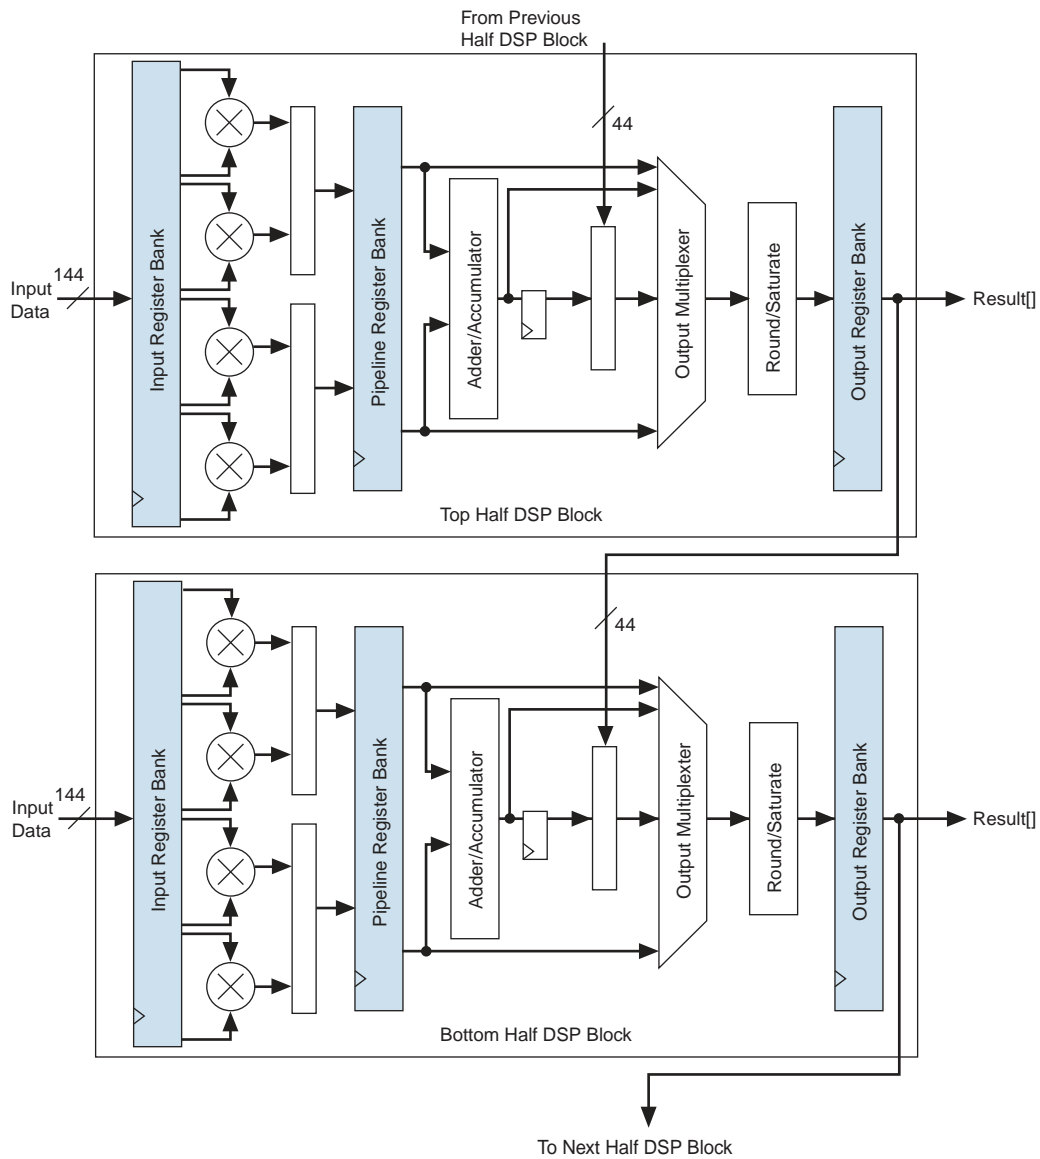 From Previous
Half DSP Block
44
144
Input
Data
Input Register Bank
Pipeline Register Bank
Adder/Accumulator
Output Multiplexer
Round/Saturate
Output Register Bank
Result[]
Top Half DSP Block
44
144
Input
Data
Input Register Bank
Pipeline Register Bank
Adder/Accumulator
Output Multiplexter
Round/Saturate
Output Register Bank
Result[]
Bottom Half DSP Block
To Next Half DSP Block